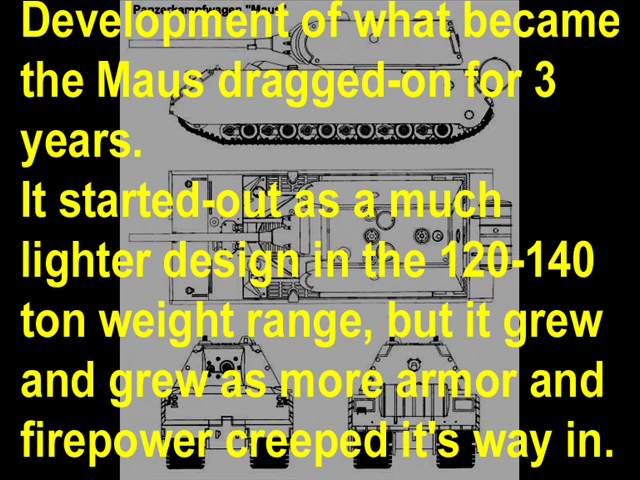 Panzerkampfwagen "Maus"
Development of what became
the Maus dragged-on for 3
years.
It started-out as a much
lighter design in the 120-140
ton weight range, but it grew
and grew as more armor and
firepower creeped it's way in.